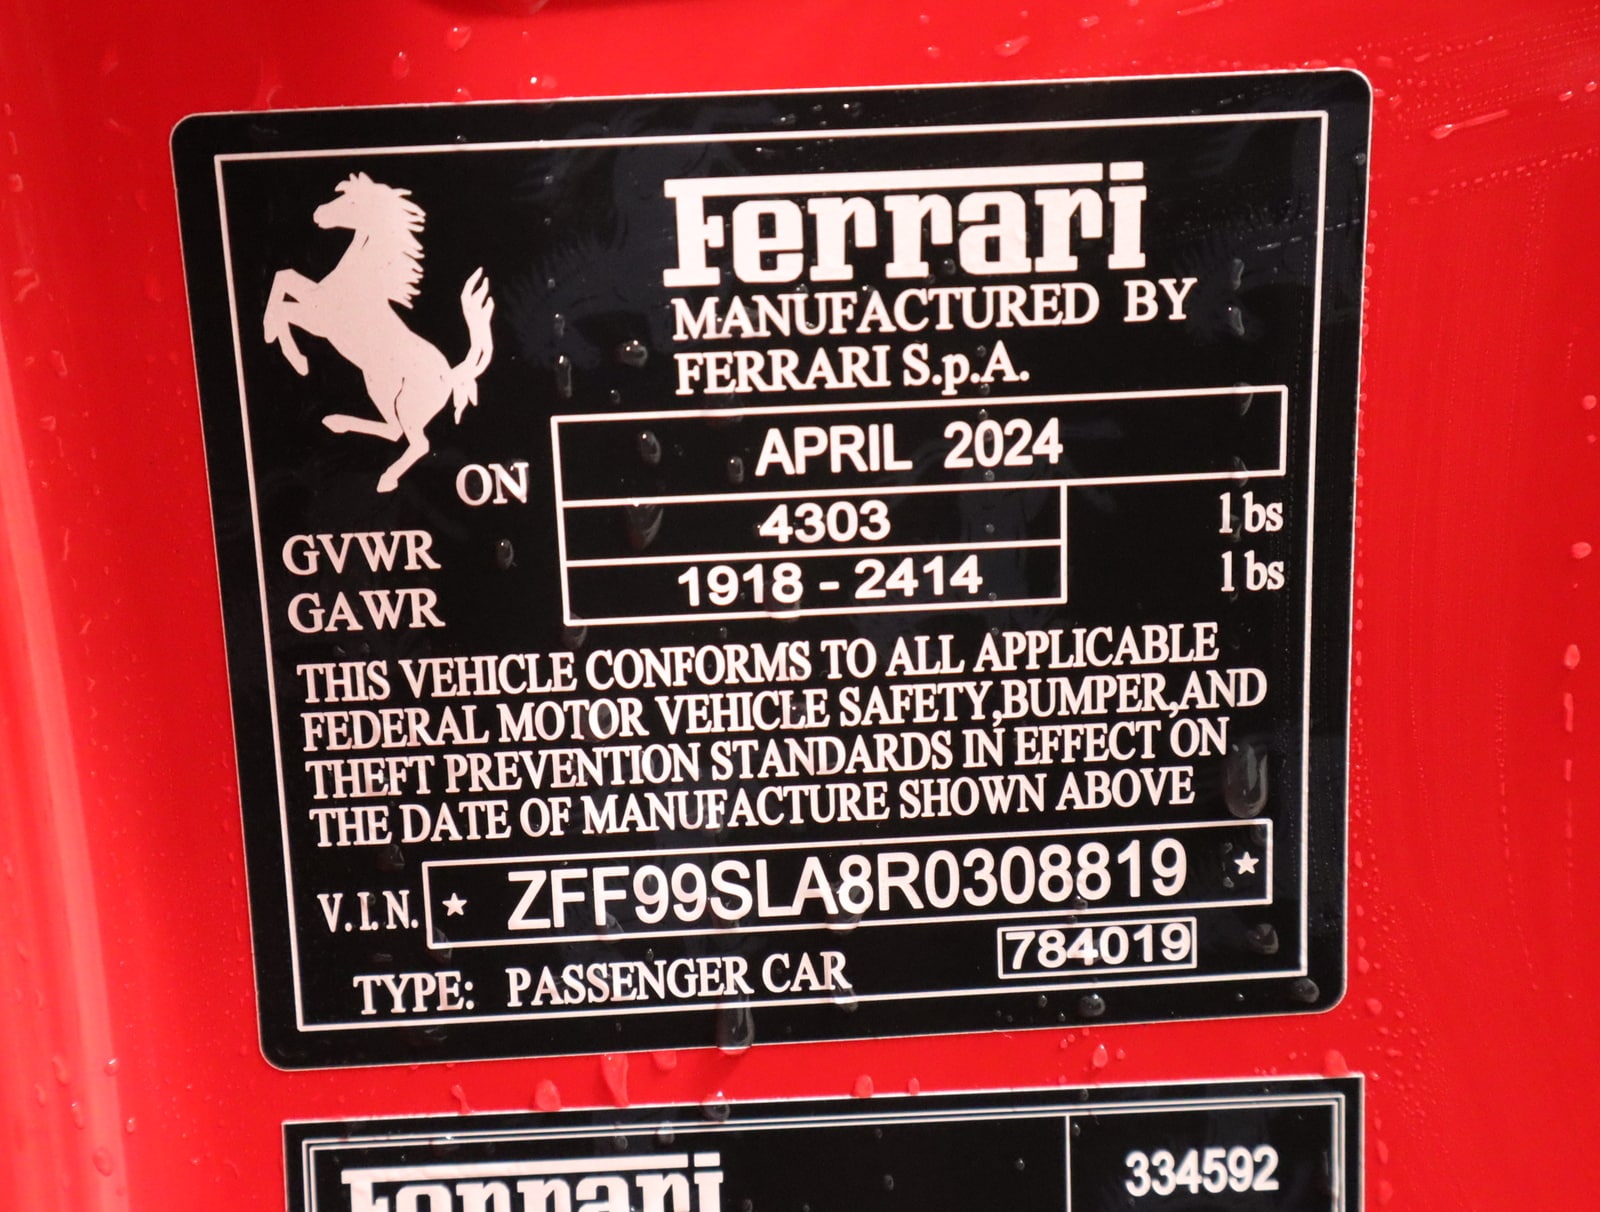 Ferrari
MANUFACTURED BY
FERRARI S.p.A.
ON APRIL 2024
GVWR 4303 lbs
GAWR 1918 - 2414 lbs
THIS VEHICLE CONFORMS TO ALL APPLICABLE
FEDERAL MOTOR VEHICLE SAFETY,BUMPER,AND
THEFT PREVENTION STANDARDS IN EFFECT ON
THE DATE OF MANUFACTURE SHOWN ABOVE
V.I.N. ★ ZFF99SLA8R0308819 ★
TYPE: PASSENGER CAR 784019
Ferrari 334592